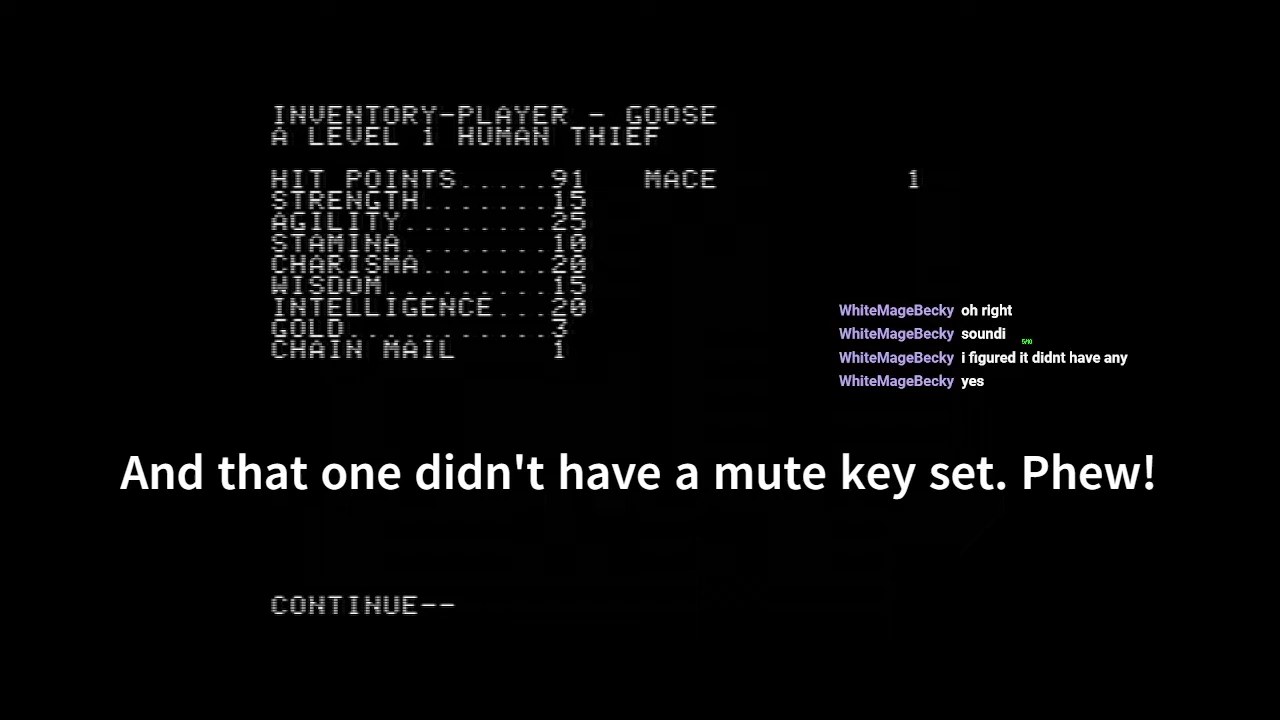 INVENTORY-PLAYER - GOOSE
A LEVEL 1 HUMAN THIEF
HIT POINTS.....91 MACE 1
STRENGTH.......15
AGILITY........25
STAMINA........10
CHARISMA.......20
WISDOM.........15
INTELLIGENCE...20
GOLD...........3
CHAIN MAIL 1
WhiteMageBecky oh right
WhiteMageBecky soundi
5/10
WhiteMageBecky i figured it didnt have any
WhiteMageBecky yes
And that one didn't have a mute key set. Phew!
CONTINUE--